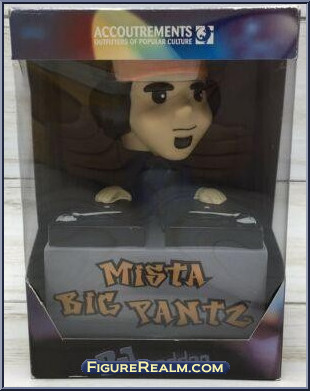 ACCOUTREMENTS
OUTFITTERS OF POPULAR CULTURE
MISTA
BIG PANTZ
FIGUREREALM.COM